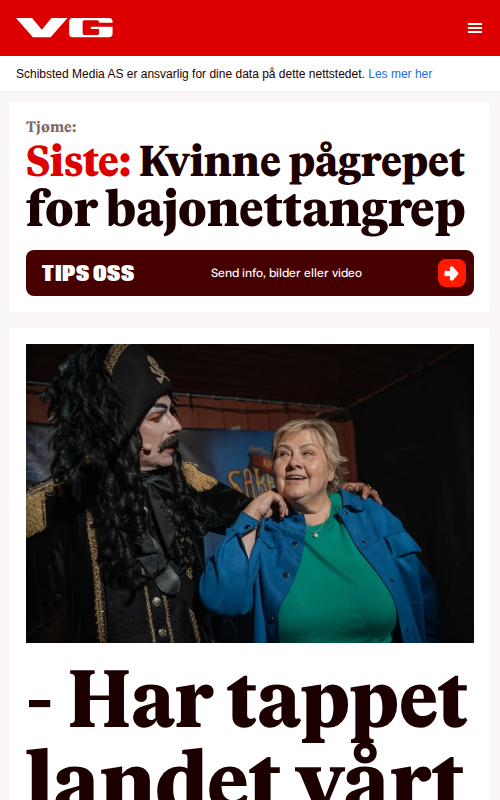 VG
Schibsted Media AS er ansvarlig for dine data på dette nettstedet. Les mer her
Tjøme:
Siste: Kvinne pågrepet
for bajonettangrep
TIPS OSS
Send info, bilder eller video
- Har tappet
landet vårt